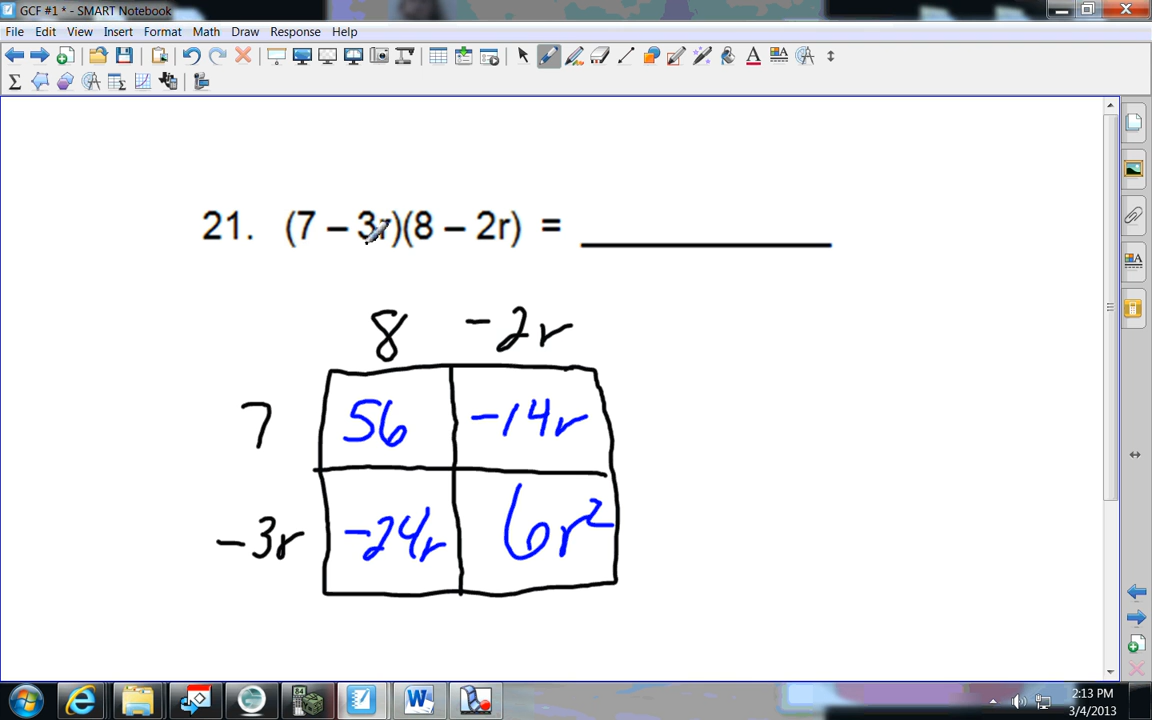 GCF #1 * - SMART Notebook
File Edit View Insert Format Math Draw Response Help
21. (7 – 3r)(8 – 2r) = ____________
8 -2r
7 56 -14r
-3r -24r 6r²
2:13 PM
3/4/2013